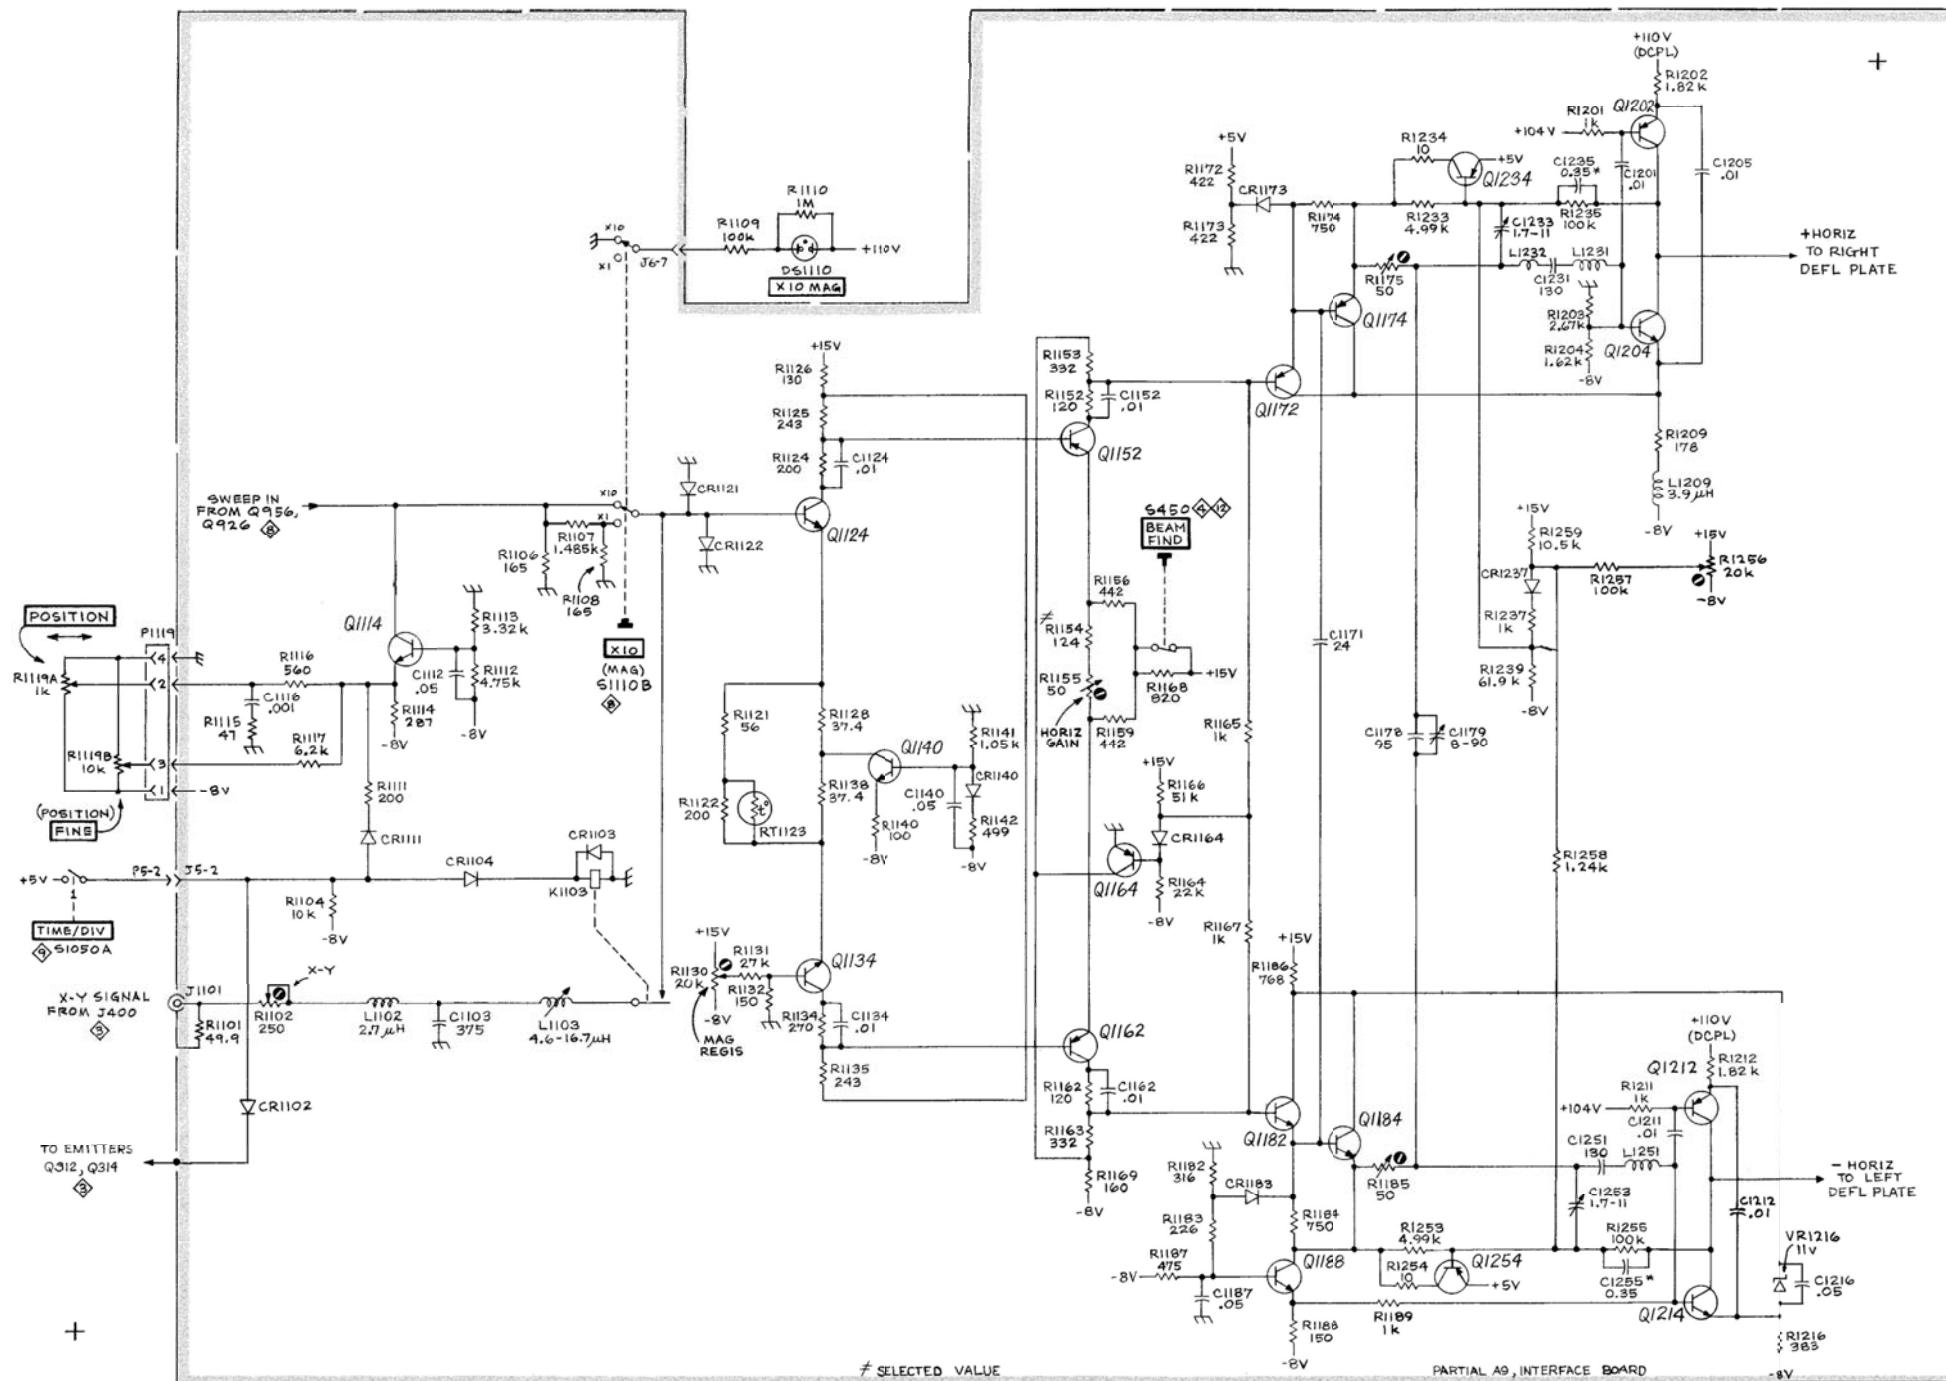 +110V
(DCPL)
R1202
1.82k
Q1202
R1201
1k
+104V
C1201
.01
C1205
.01
+5V
R1172
422
R1173
422
CR1173
R1234
10
+5V
Q1234
C1235
0.35*
R1235
100k
R1174
750
R1233
4.99k
C1233
1.7-11
L1232
L1231
C1231
130
R1175
50
Q1174
R1203
2.67k
R1204
1.62k
-8V
Q1204
+HORIZ
TO RIGHT
DEFL PLATE
R1110
1M
R1109
100k
+110V
DS1110
X10 MAG
X10
X1
J6-7
+15V
R1126
130
R1125
243
R1124
200
C1124
.01
R1153
332
R1152
120
C1152
.01
Q1152
Q1172
R1209
178
L1209
3.9µH
-8V
SWEEP IN
FROM Q956,
Q926 8
X10
X1
R1107
1.485k
R1106
165
R1108
165
CR1121
CR1122
Q1124
S450 4 12
BEAM
FIND
+15V
R1259
10.5k
CR1237
R1237
1k
R1239
61.9k
-8V
R1257
100k
+15V
R1256
20k
-8V
POSITION
R1119A
1k
P1119
4
2
3
1
-8V
R1119B
10k
(POSITION)
FINE
R1116
560
C1116
.001
R1115
47
R1117
6.2k
Q1114
R1113
3.32k
R1112
4.75k
-8V
C1112
.05
R1114
287
-8V
X10
(MAG)
S1110B
8
R1111
200
CR1111
R1121
56
R1122
200
RT1123
R1128
37.4
R1138
37.4
Q1140
R1140
100
-8V
C1140
.05
R1141
1.05k
CR1140
R1142
499
-8V
R1156
442
≠
R1154
124
R1155
50
HORIZ
GAIN
R1159
442
R1168
820
+15V
+15V
R1166
51k
CR1164
Q1164
R1164
22k
-8V
R1165
1k
R1167
1k
C1171
24
C1178
95
C1179
8-90
R1258
1.24k
+5V
1
P5-2
J5-2
TIME/DIV
9 S1050A
CR1104
CR1103
K1103
R1104
10k
-8V
X-Y SIGNAL
FROM J400
3
J1101
R1101
49.9
X-Y
R1102
250
L1102
2.7µH
C1103
375
L1103
4.6-16.7µH
+15V
R1130
20k
-8V
MAG
REGIS
R1131
27k
R1132
150
Q1134
R1134
270
C1134
.01
R1135
243
Q1162
R1162
120
C1162
.01
R1163
332
R1169
160
-8V
CR1102
TO EMITTERS
Q312, Q314
3
+15V
R1186
768
Q1182
Q1184
R1185
50
R1182
316
CR1183
R1183
226
R1184
750
R1187
475
-8V
C1187
.05
Q1188
R1188
150
-8V
R1189
1k
R1253
4.99k
R1254
10
Q1254
+5V
C1253
1.7-11
R1255
100k
C1255*
0.35
C1251
130
L1251
+110V
(DCPL)
R1212
1.82k
Q1212
R1211
1k
+104V
C1211
.01
C1212
.01
Q1214
- HORIZ
TO LEFT
DEFL PLATE
VR1216
11V
C1216
.05
R1216
383
-8V
≠ SELECTED VALUE
PARTIAL A9, INTERFACE BOARD